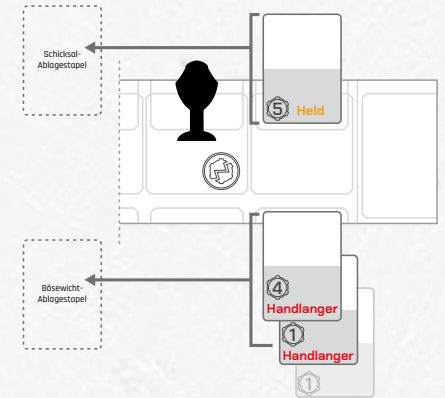 Schicksal-
Ablagestapel
5 Held
Bösewicht-
Ablagestapel
4
Handlanger
1
Handlanger
1